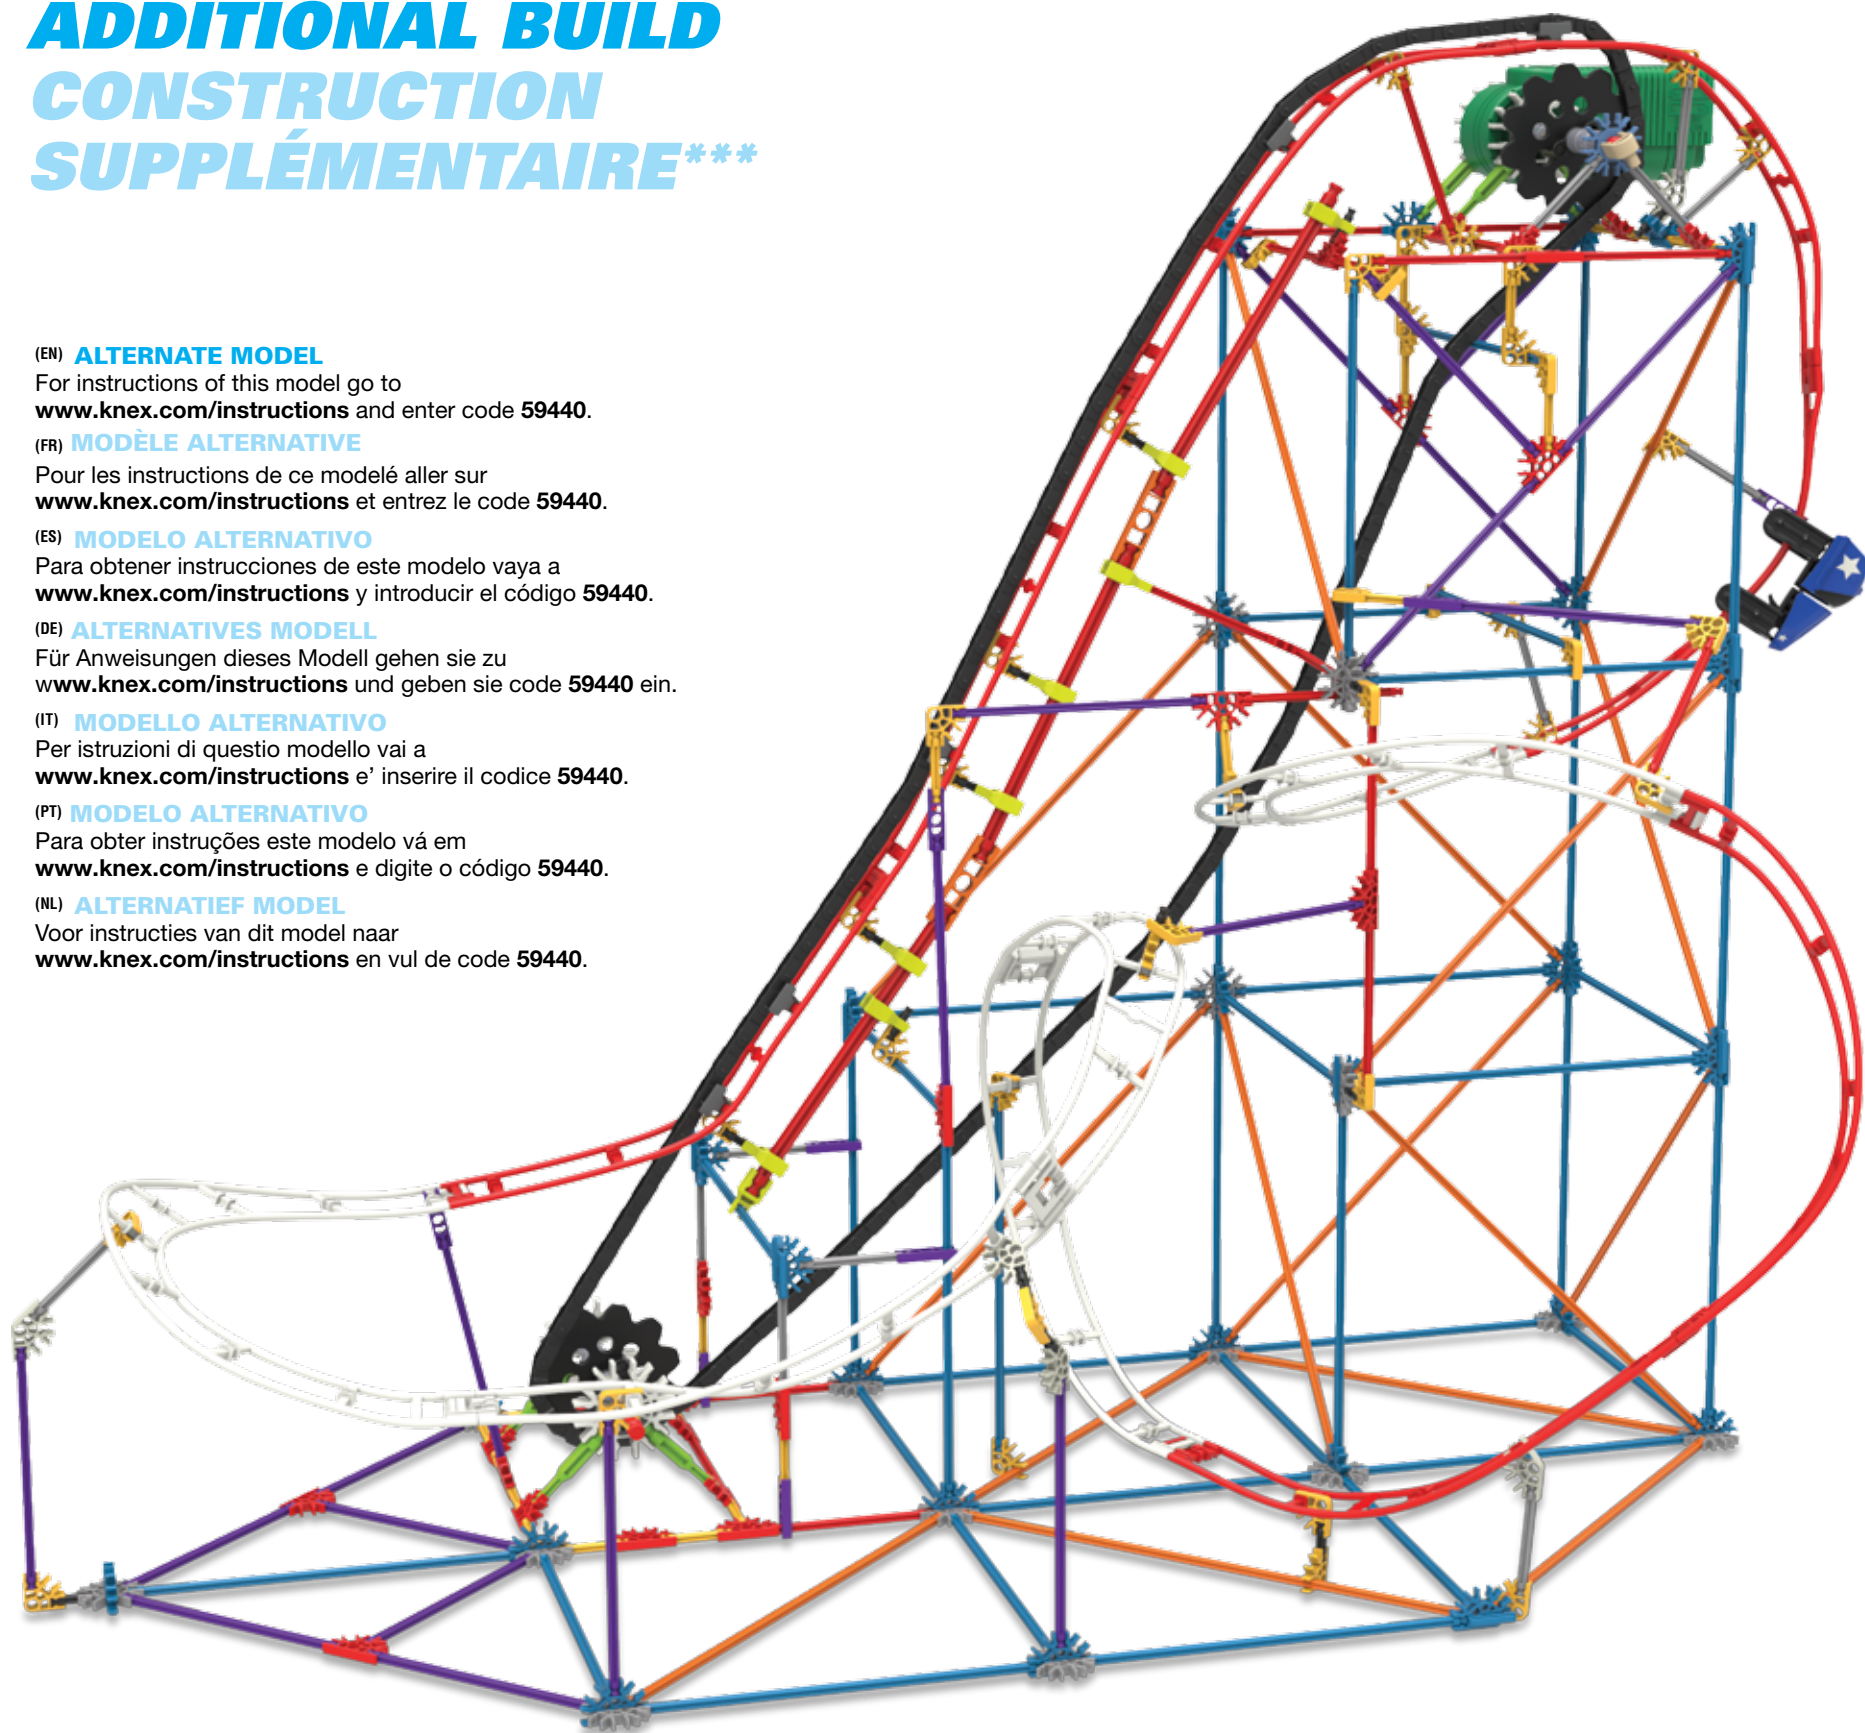 ADDITIONAL BUILD
CONSTRUCTION
SUPPLÉMENTAIRE***
(EN) ALTERNATE MODEL
For instructions of this model go to
www.knex.com/instructions and enter code 59440.
(FR) MODÈLE ALTERNATIVE
Pour les instructions de ce modelé aller sur
www.knex.com/instructions et entrez le code 59440.
(ES) MODELO ALTERNATIVO
Para obtener instrucciones de este modelo vaya a
www.knex.com/instructions y introducir el código 59440.
(DE) ALTERNATIVES MODELL
Für Anweisungen dieses Modell gehen sie zu
www.knex.com/instructions und geben sie code 59440 ein.
(IT) MODELLO ALTERNATIVO
Per istruzioni di questio modello vai a
www.knex.com/instructions e' inserire il codice 59440.
(PT) MODELO ALTERNATIVO
Para obter instruções este modelo vá em
www.knex.com/instructions e digite o código 59440.
(NL) ALTERNATIEF MODEL
Voor instructies van dit model naar
www.knex.com/instructions en vul de code 59440.